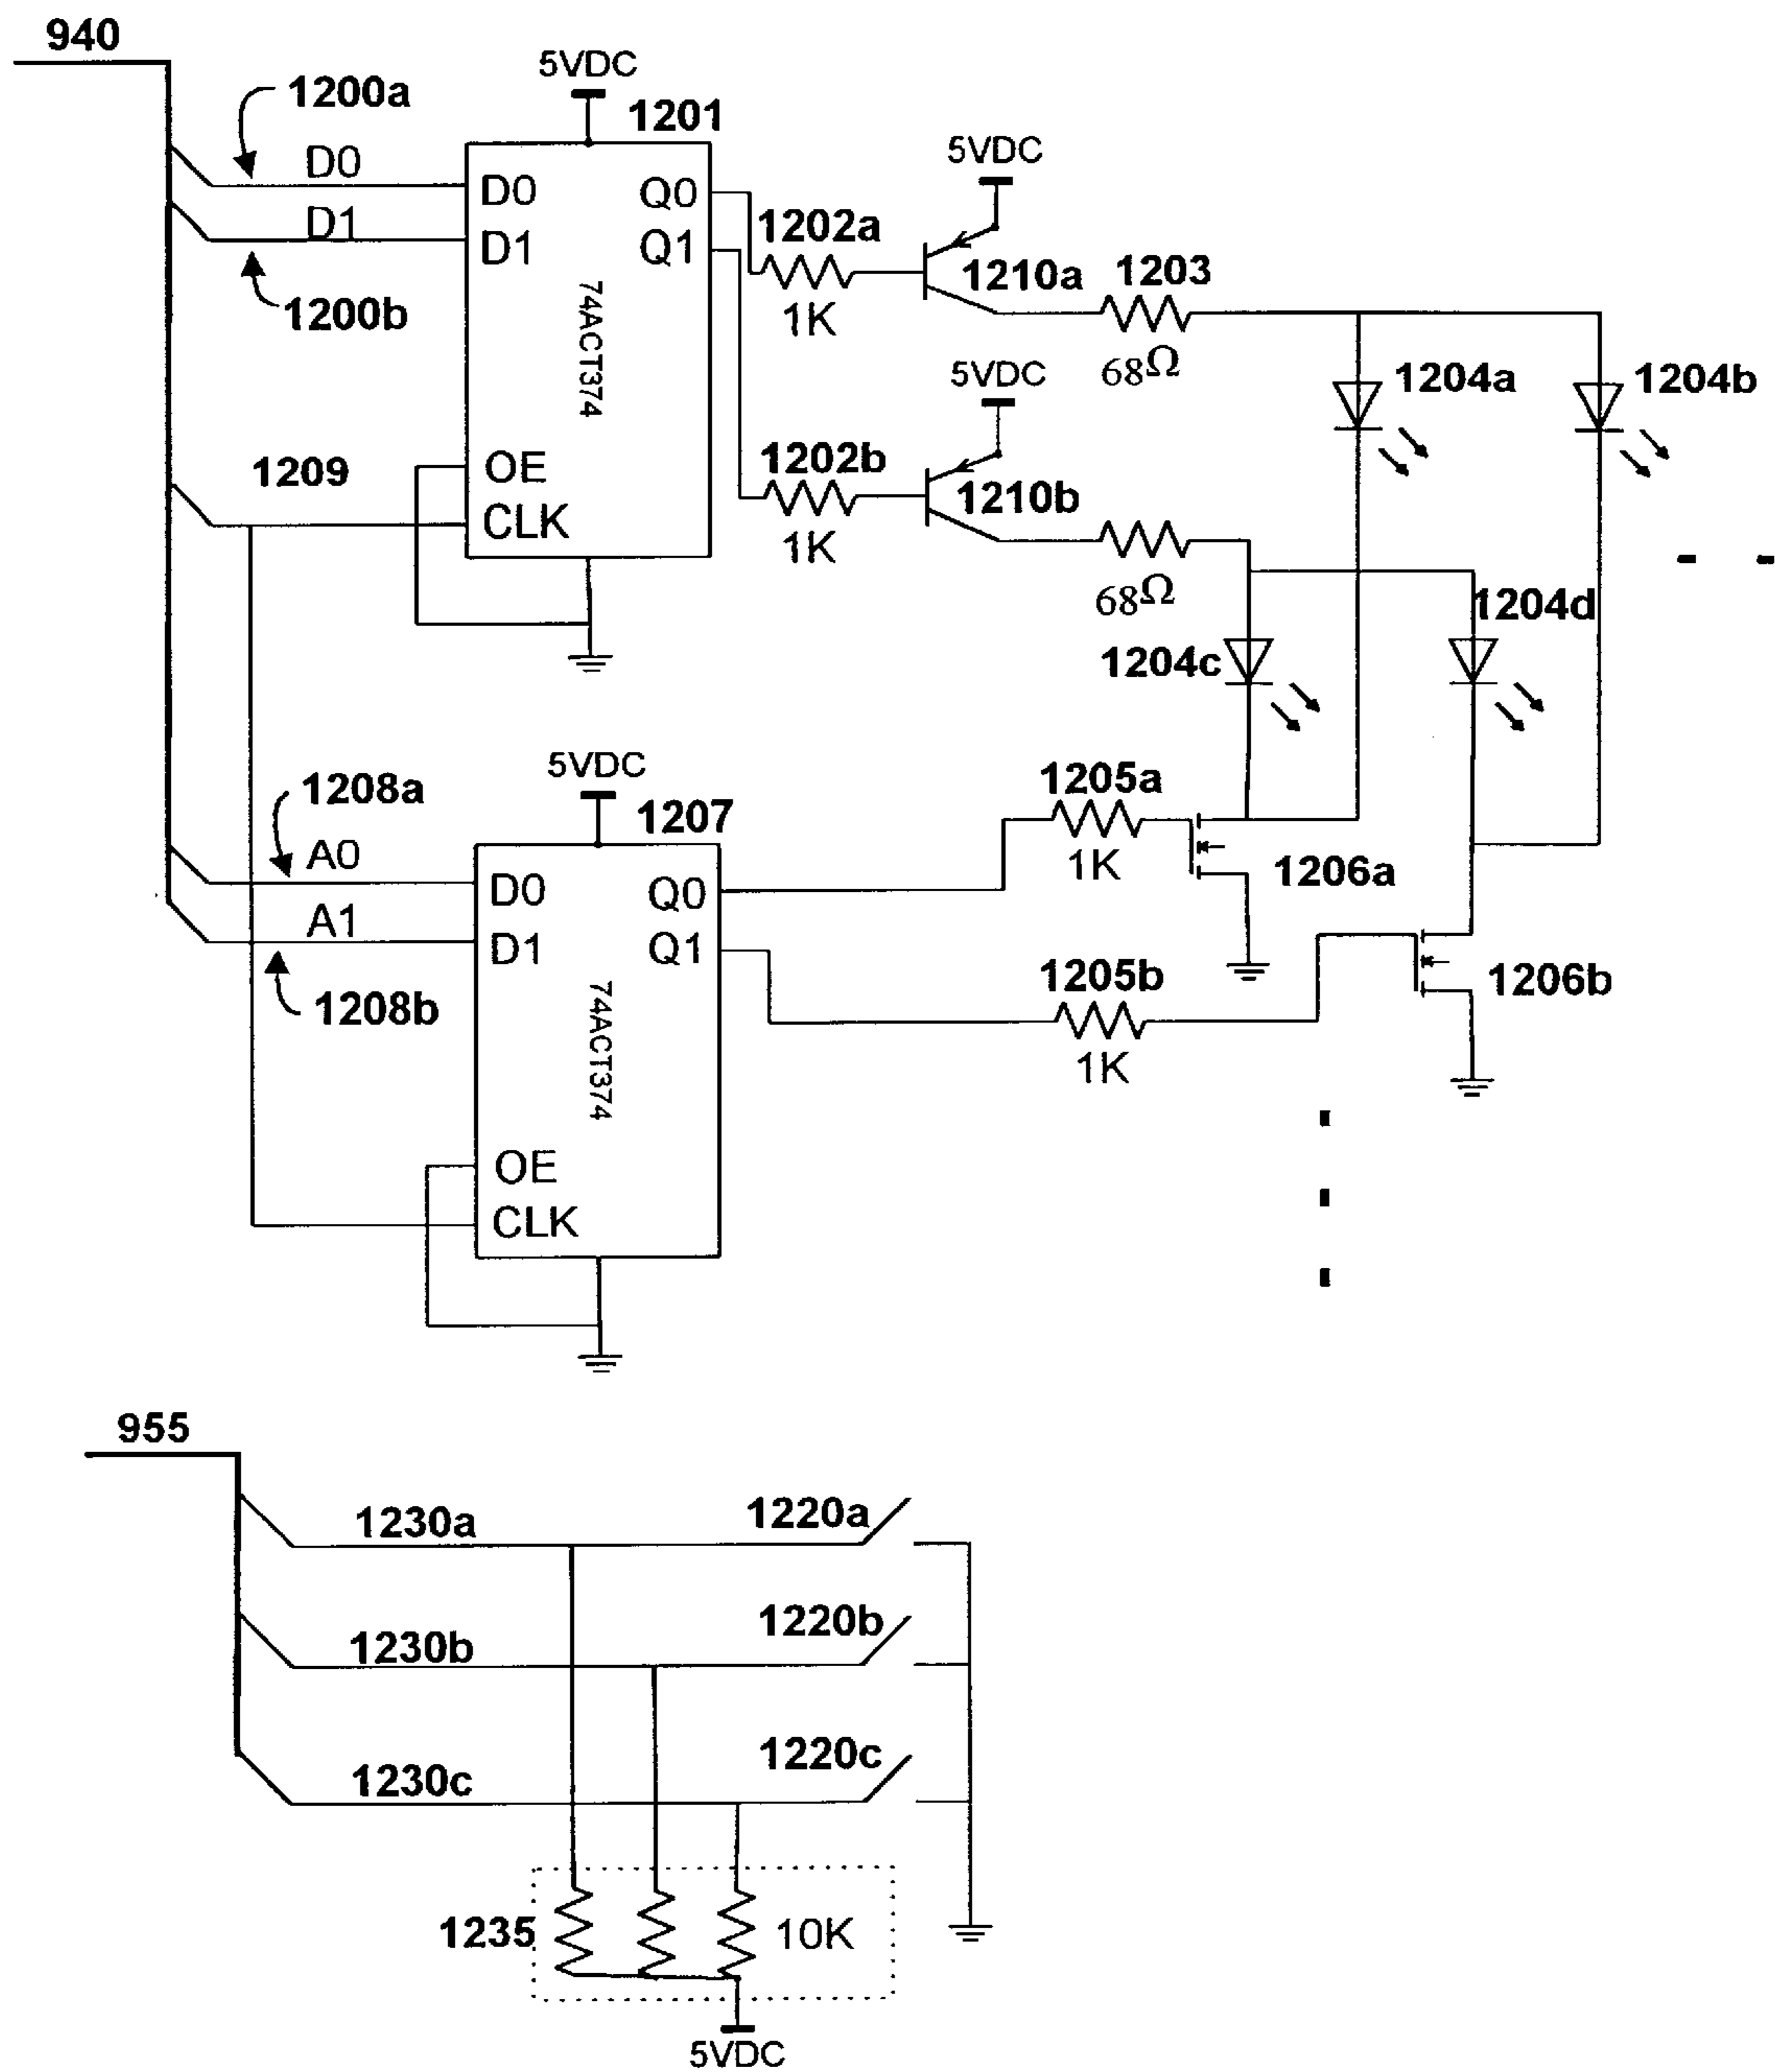 940
1200a
5VDC
1201
D0
D0
Q0
5VDC
D1
D1
Q1
1202a
1210a
1203
1200b
1K
74ACT374
68Ω
5VDC
1204a
1204b
1209
OE
1202b
1210b
CLK
1K
68Ω
1204d
1204c
5VDC
1208a
1207
1205a
A0
D0
Q0
1K
1206a
A1
D1
Q1
1205b
1206b
1208b
74ACT374
1K
OE
CLK
955
1230a
1220a
1230b
1220b
1230c
1220c
1235
10K
5VDC